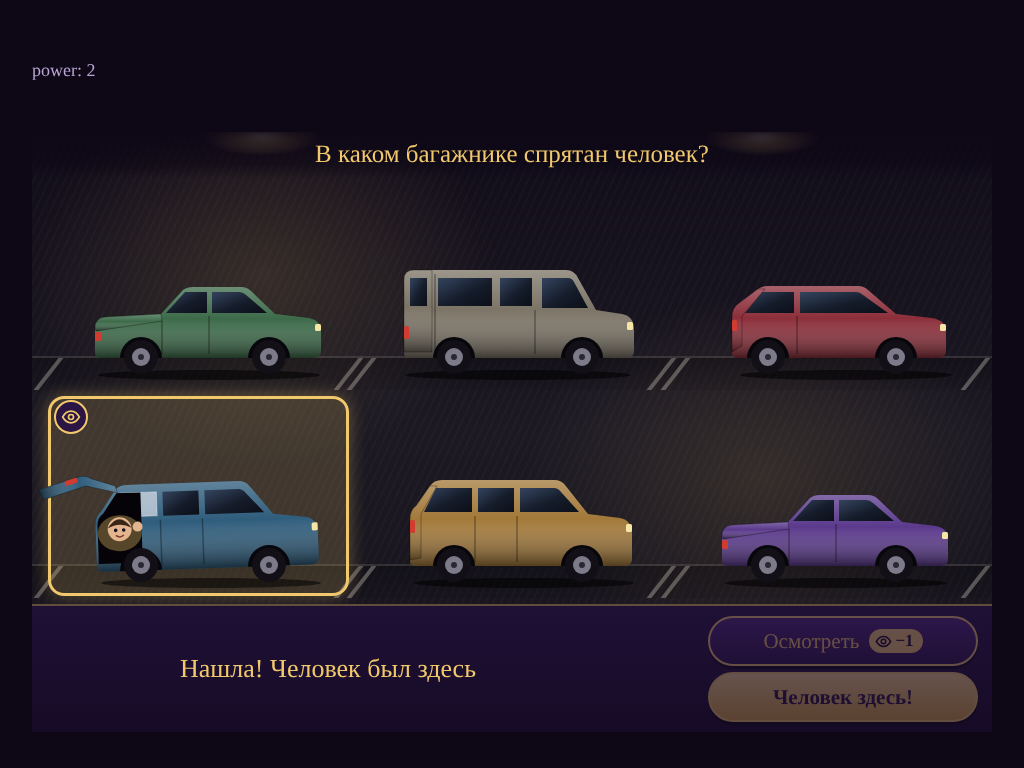 power: 2
В каком багажнике спрятан человек?
Нашла! Человек был здесь
Осмотреть −1
Человек здесь!